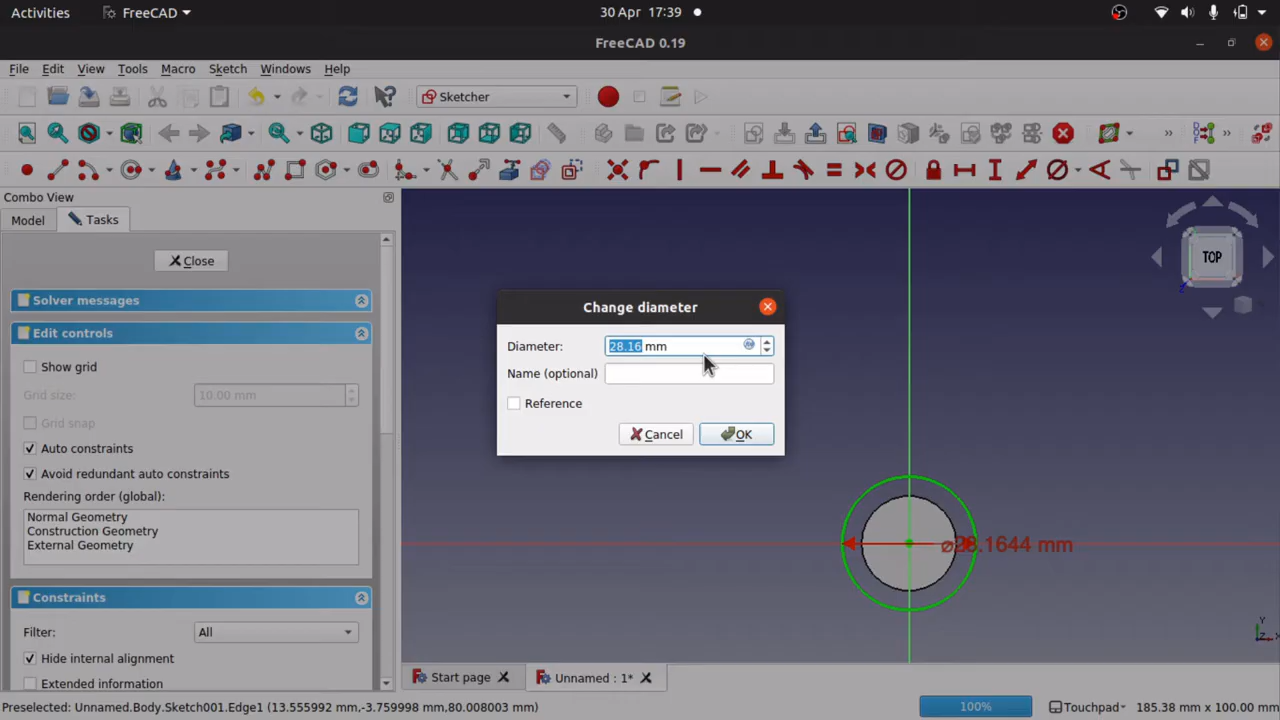 Activities
FreeCAD
30 Apr 17:39
FreeCAD 0.19
File Edit View Tools Macro Sketch Windows Help
Sketcher
Combo View
Model Tasks
Close
Solver messages
Edit controls
Show grid
Grid size: 10.00 mm
Grid snap
Auto constraints
Avoid redundant auto constraints
Rendering order (global):
Normal Geometry
Construction Geometry
External Geometry
Constraints
Filter: All
Hide internal alignment
Extended information
Change diameter
Diameter: 28.16 mm
Name (optional)
Reference
Cancel OK
TOP
⌀28.1644 mm
Y
Z X
Start page Unnamed : 1*
Preselected: Unnamed.Body.Sketch001.Edge1 (13.555992 mm,-3.759998 mm,80.008003 mm)
100%
Touchpad
185.38 mm x 100.00 mm